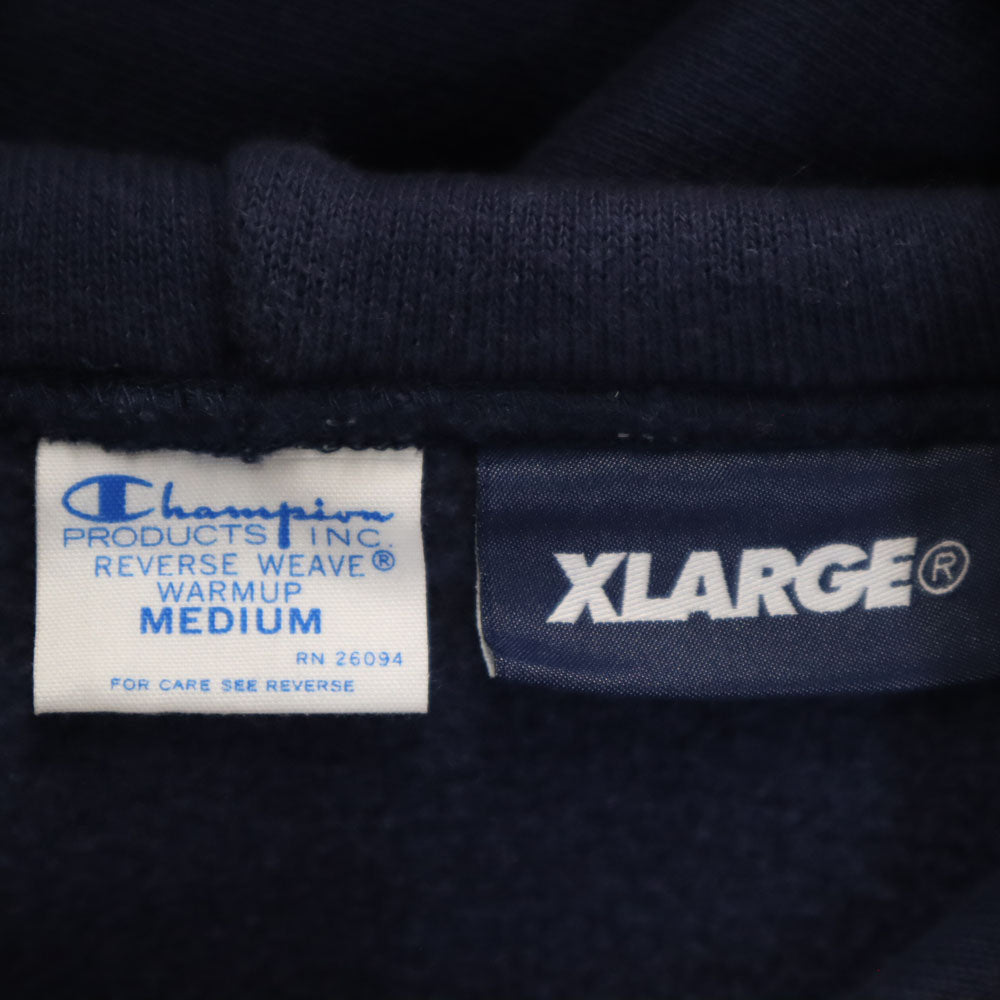 Champion
PRODUCTS INC.
REVERSE WEAVE®
WARMUP
MEDIUM
RN 26094
FOR CARE SEE REVERSE
XLARGE®